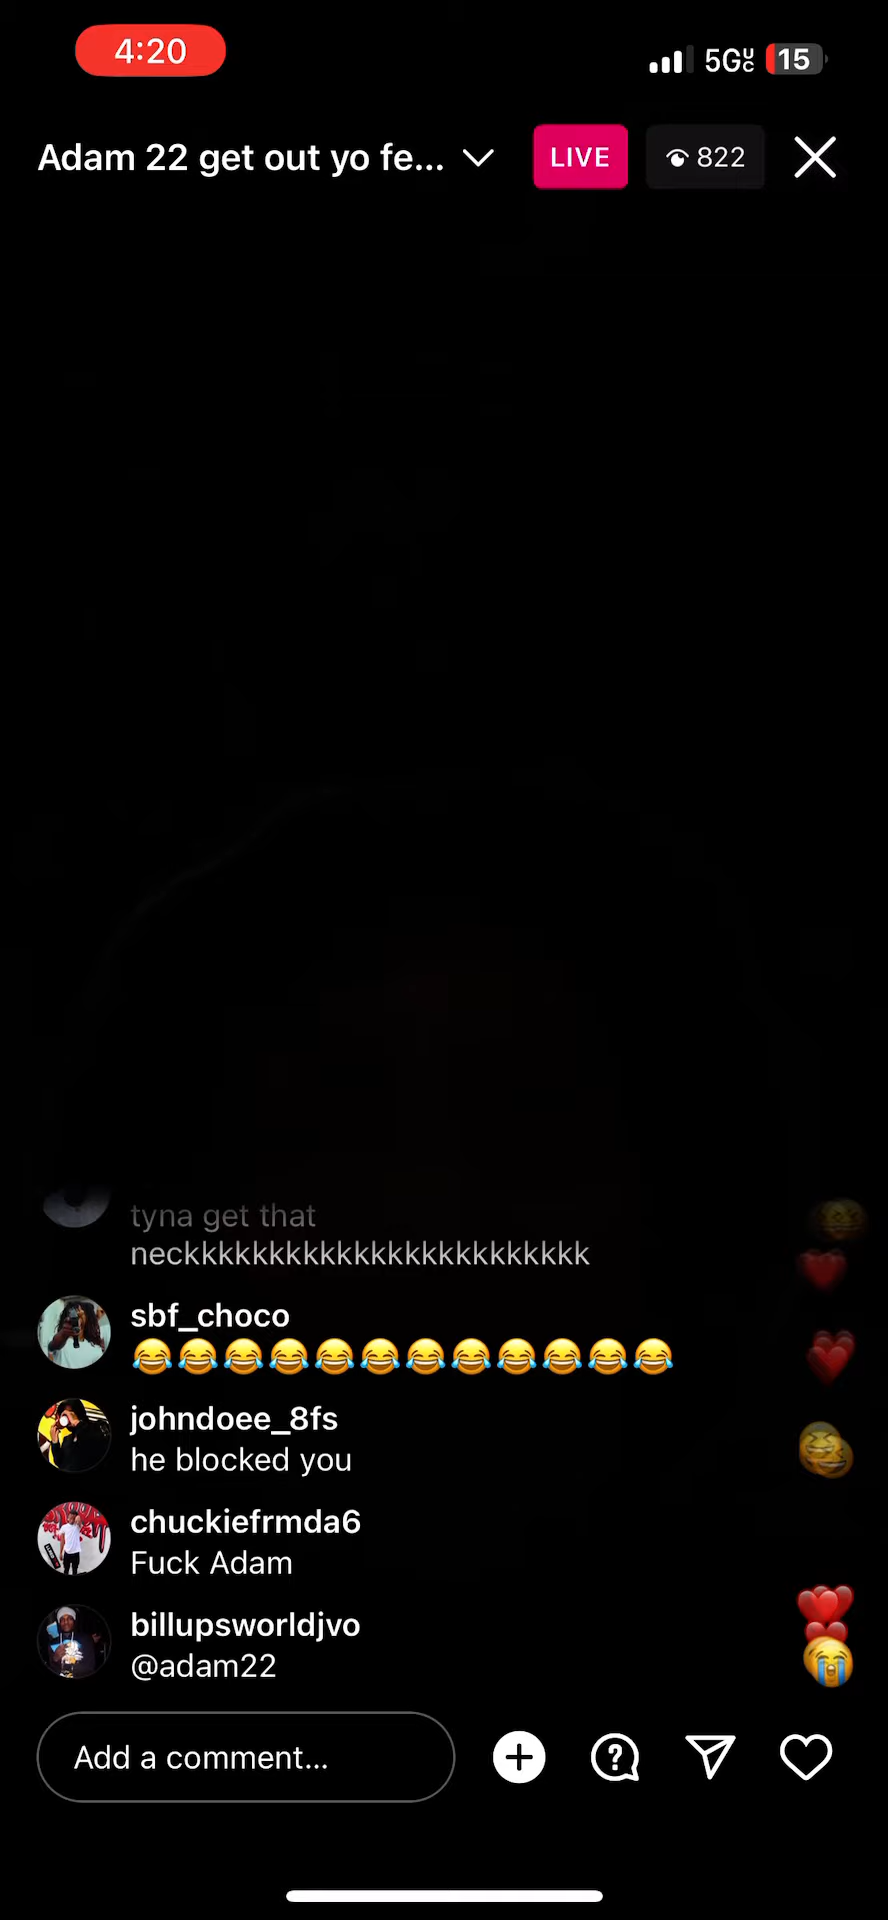 4:20
5GUC 15
Adam 22 get out yo fe...
LIVE
822
tyna get that
neckkkkkkkkkkkkkkkkkkkkkkkk
sbf_choco
😂😂😂😂😂😂😂😂😂😂😂😂
johndoee_8fs
he blocked you
chuckiefrmda6
Fuck Adam
billupsworldjvo
@adam22
Add a comment...